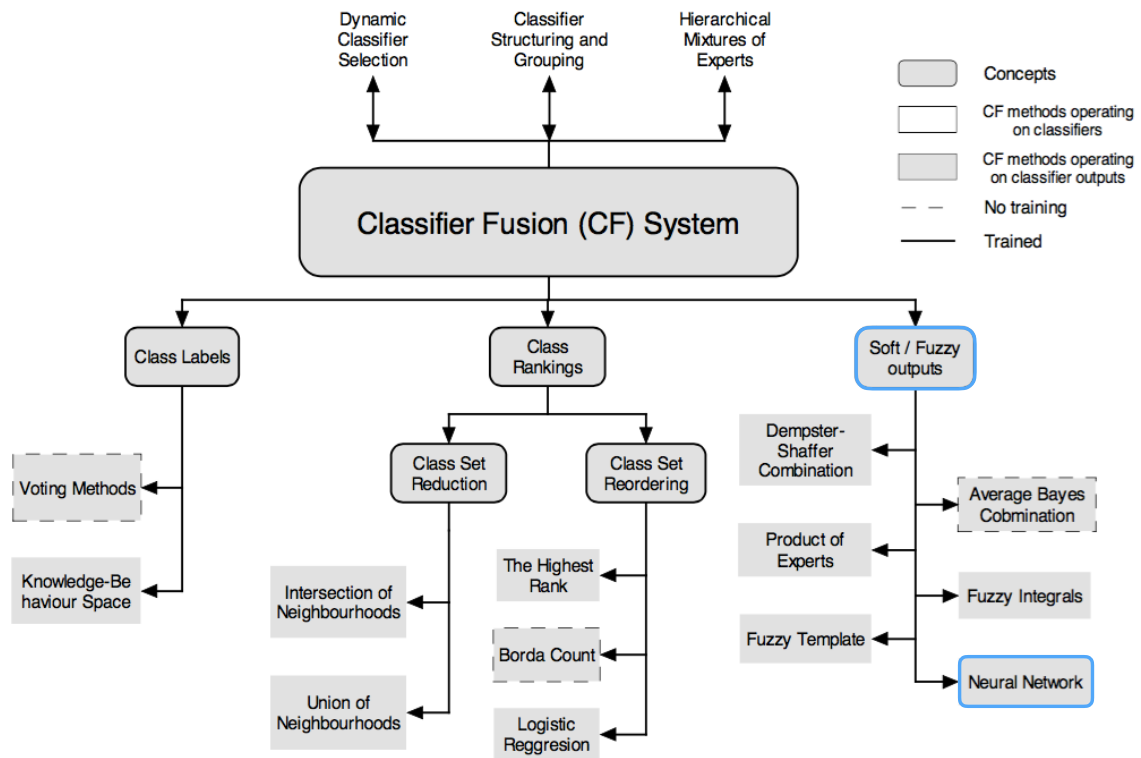 Dynamic
Classifier
Selection
Classifier
Structuring and
Grouping
Hierarchical
Mixtures of
Experts
Concepts
CF methods operating
on classifiers
CF methods operating
on classifier outputs
No training
Trained
Classifier Fusion (CF) System
Class Labels
Class
Rankings
Soft / Fuzzy
outputs
Voting Methods
Knowledge-Be
haviour Space
Class Set
Reduction
Class Set
Reordering
Intersection of
Neighbourhoods
Union of
Neighbourhoods
The Highest
Rank
Borda Count
Logistic
Reggresion
Dempster-
Shaffer
Combination
Average Bayes
Cobmination
Product of
Experts
Fuzzy Integrals
Fuzzy Template
Neural Network